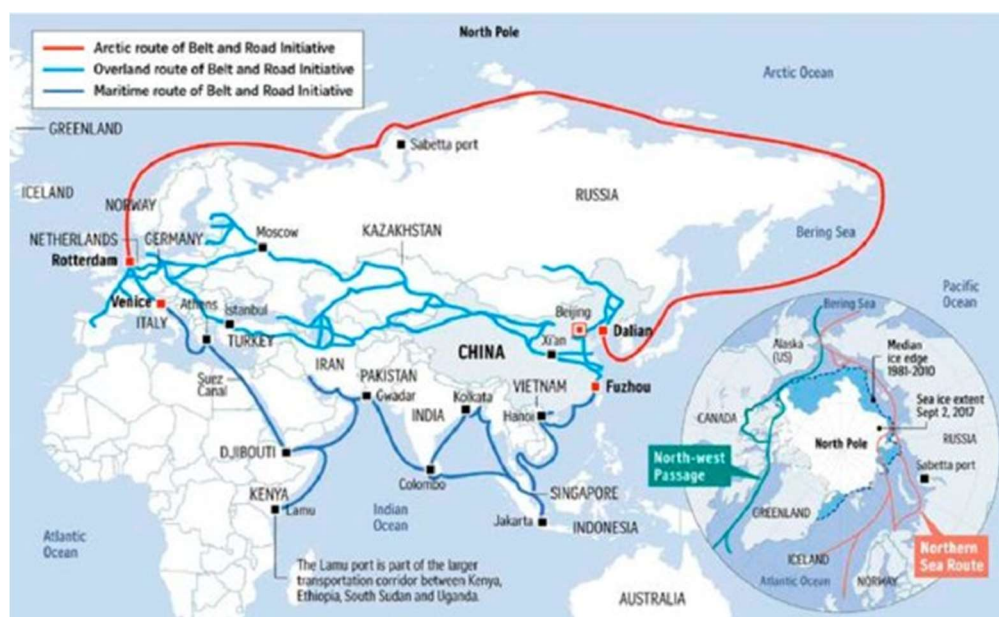 North Pole
Arctic route of Belt and Road Initiative
Overland route of Belt and Road Initiative
Maritime route of Belt and Road Initiative
Arctic Ocean
GREENLAND
Sabetta port
ICELAND
RUSSIA
NORWAY
NETHERLANDS
GERMANY
Moscow
KAZAKHSTAN
Bering Sea
Rotterdam
Pacific
Ocean
Venice
Athens
Istanbul
Beijing
Dalian
ITALY
TURKEY
Xi'an
CHINA
IRAN
PAKISTAN
Suez
Canal
Gwadar
INDIA
Kolkata
VIETNAM
Hanoi
Fuzhou
DJIBOUTI
Colombo
KENYA
Lamu
SINGAPORE
Indian
Ocean
Jakarta
INDONESIA
Atlantic
Ocean
The Lamu port is part of the larger
transportation corridor between Kenya,
Ethiopia, South Sudan and Uganda.
AUSTRALIA
Bering Sea
Alaska
(US)
Median
ice edge
1981-2010
Sea ice extent
Sept 2, 2017
CANADA
North Pole
RUSSIA
North-west
Passage
Sabetta port
GREENLAND
ICELAND
Northern
Sea Route
Atlantic Ocean
NORWAY